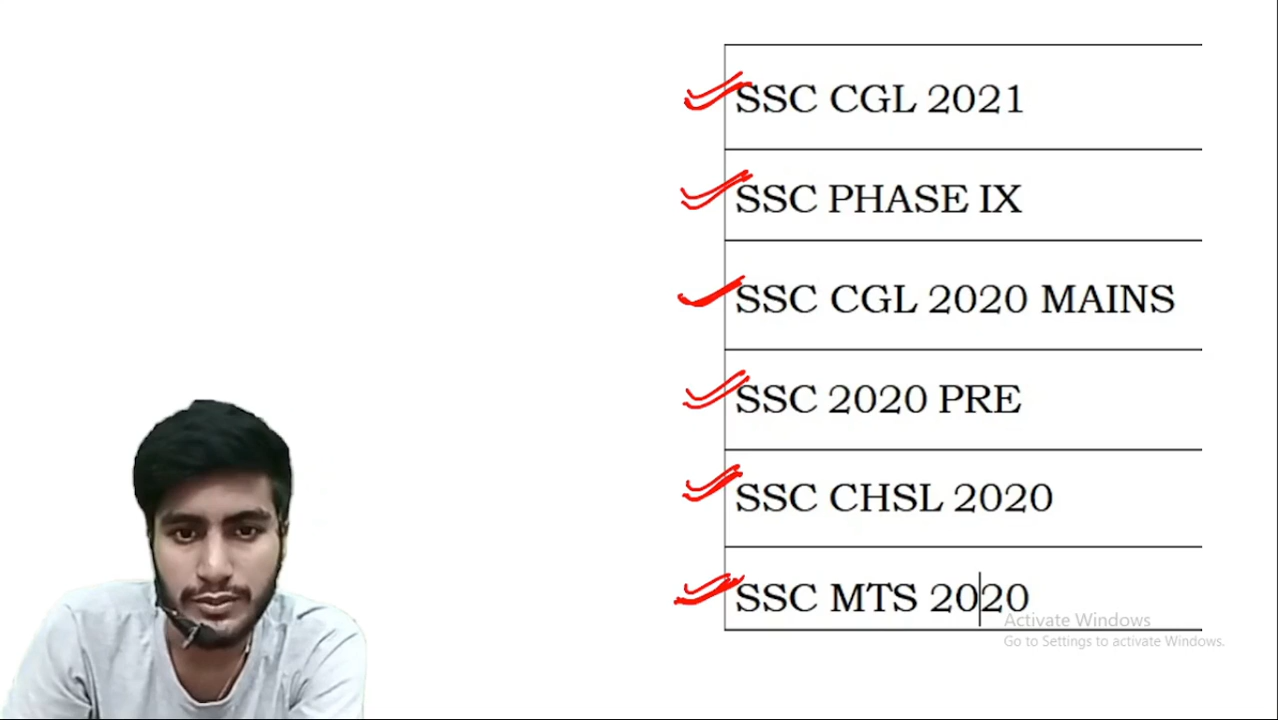 SSC CGL 2021
SSC PHASE IX
SSC CGL 2020 MAINS
SSC 2020 PRE
SSC CHSL 2020
SSC MTS 2020
Activate Windows
Go to Settings to activate Windows.